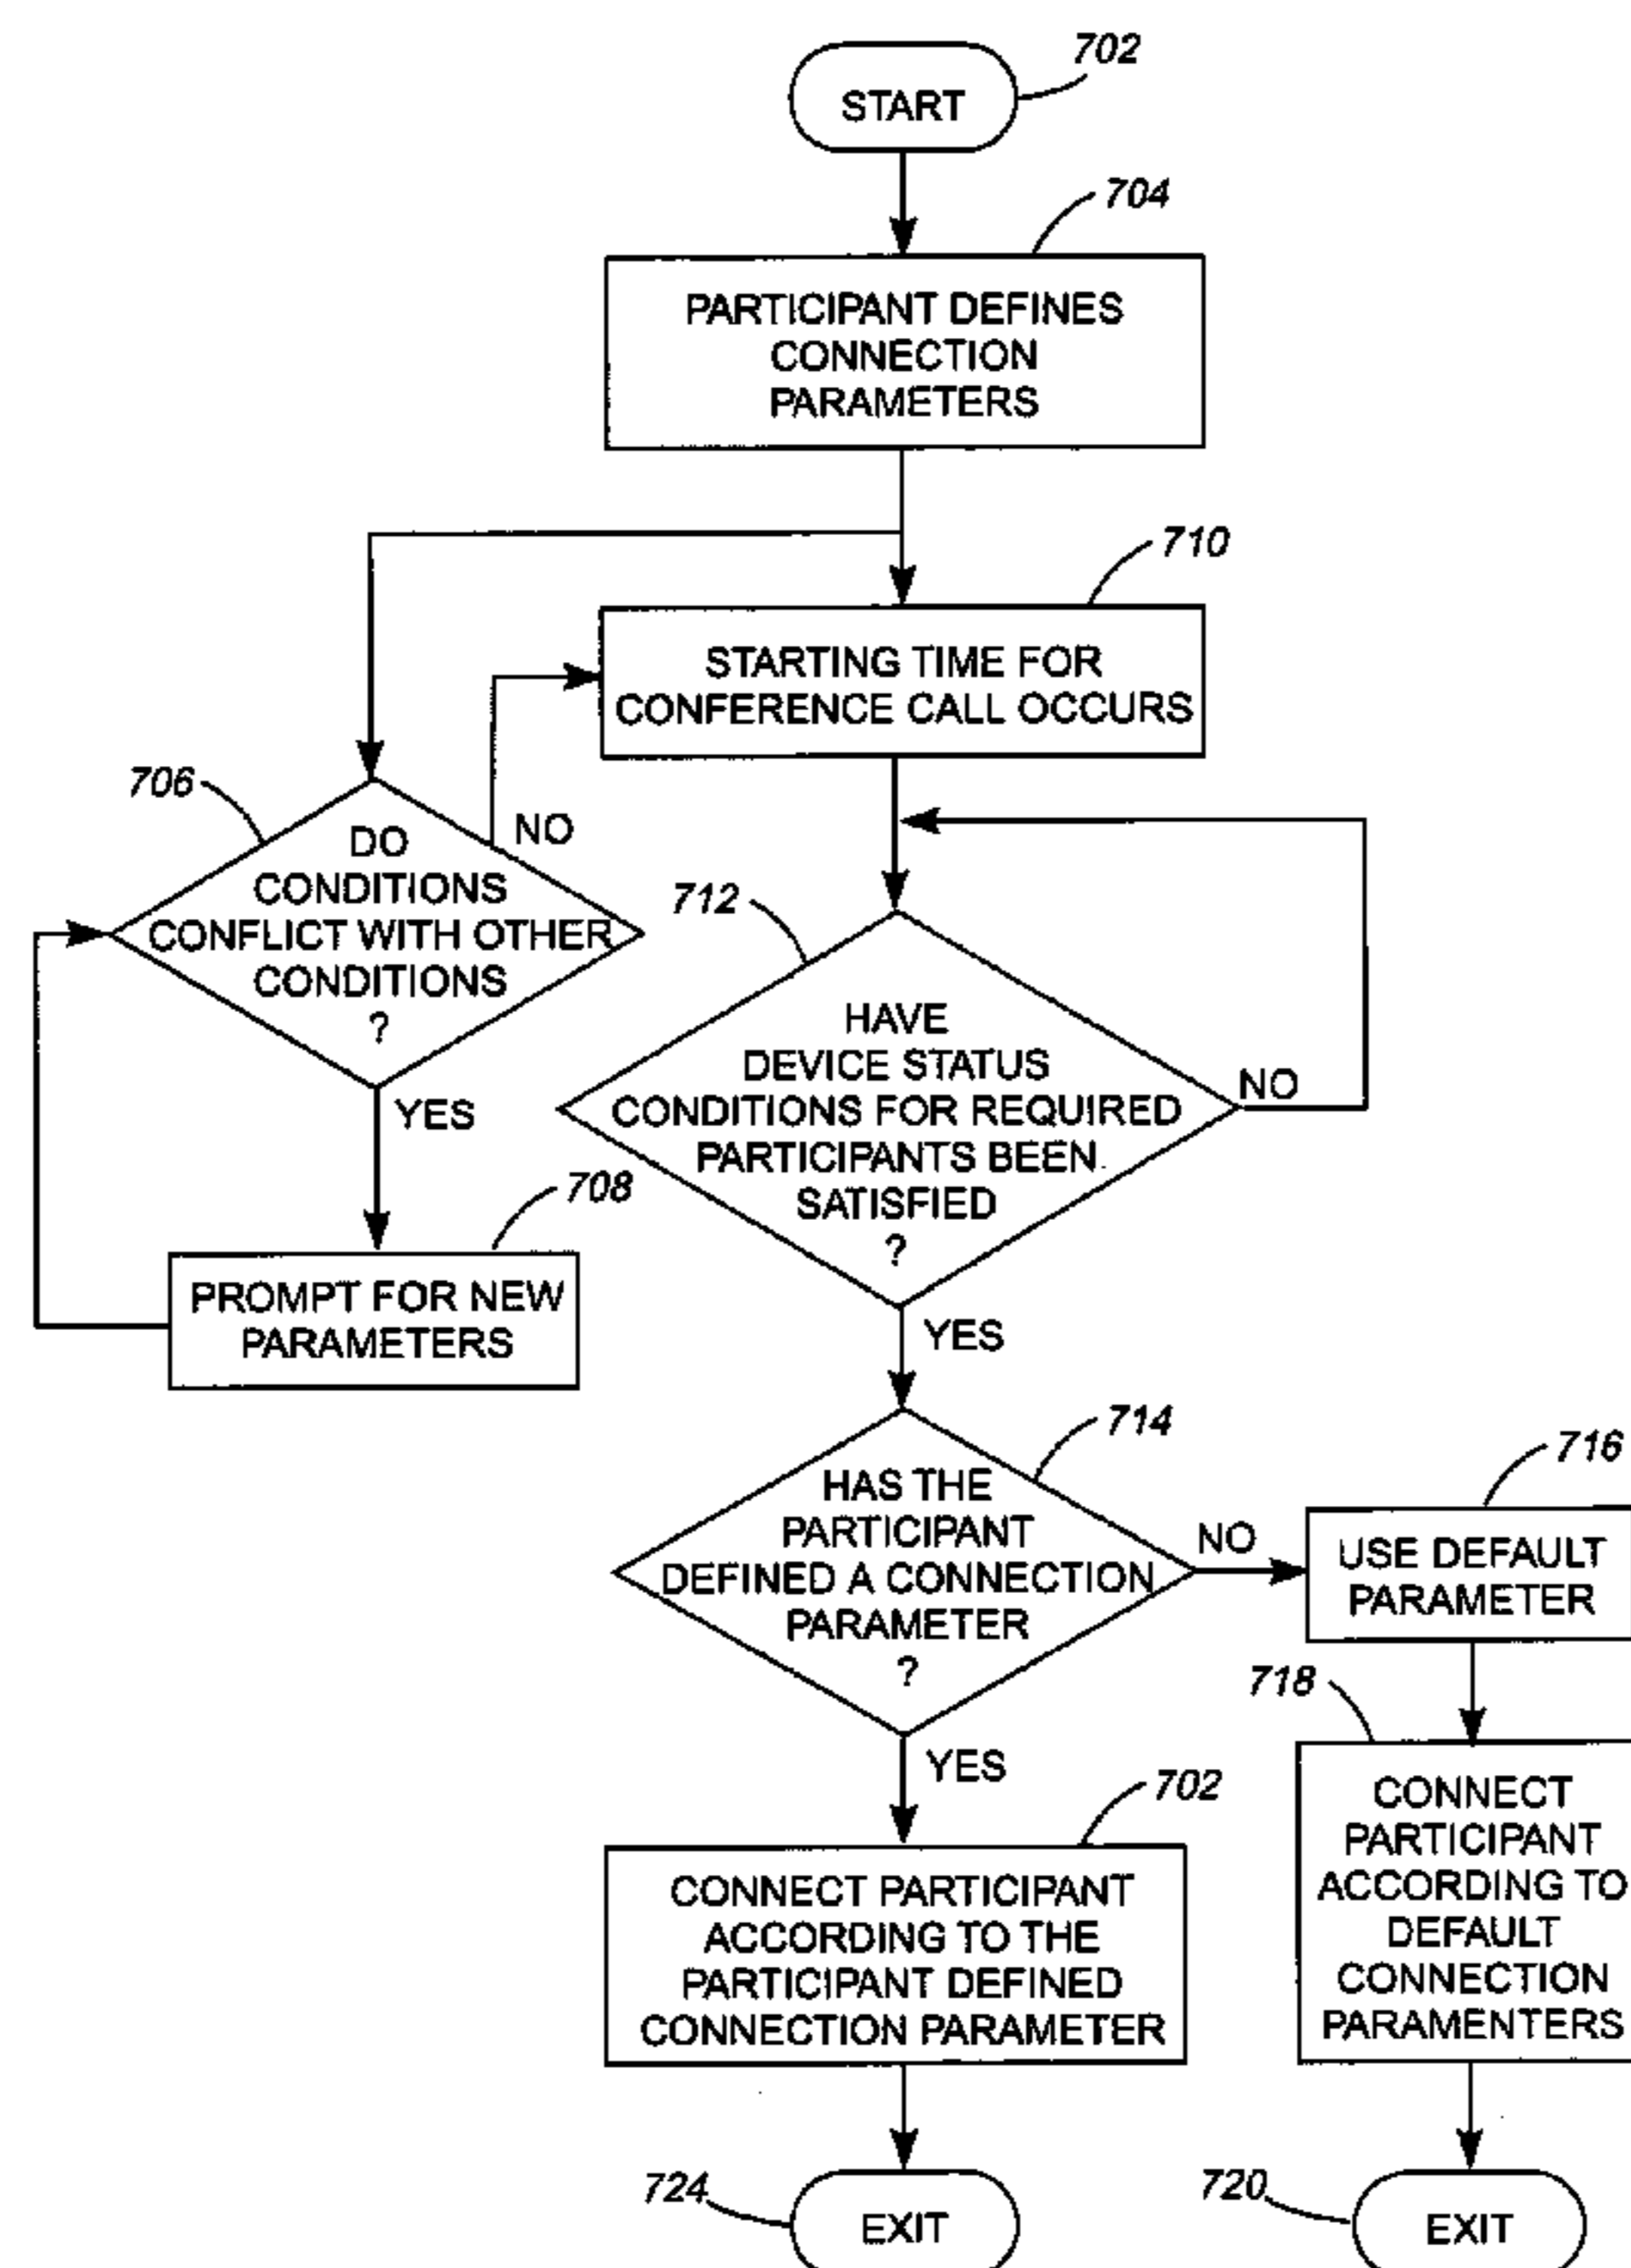 702
START
704
PARTICIPANT DEFINES
CONNECTION
PARAMETERS
710
STARTING TIME FOR
CONFERENCE CALL OCCURS
706
DO
CONDITIONS
CONFLICT WITH OTHER
CONDITIONS
?
NO
YES
708
PROMPT FOR NEW
PARAMETERS
712
HAVE
DEVICE STATUS
CONDITIONS FOR REQUIRED
PARTICIPANTS BEEN
SATISFIED
?
NO
YES
714
HAS THE
PARTICIPANT
DEFINED A CONNECTION
PARAMETER
?
NO
716
USE DEFAULT
PARAMETER
YES
702
CONNECT PARTICIPANT
ACCORDING TO THE
PARTICIPANT DEFINED
CONNECTION PARAMETER
718
CONNECT
PARTICIPANT
ACCORDING TO
DEFAULT
CONNECTION
PARAMENTERS
724
EXIT
720
EXIT